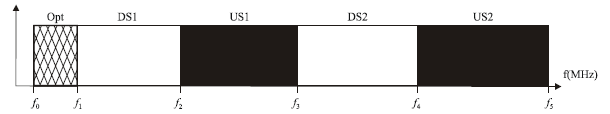 Opt DS1 US1 DS2 US2
f(MHz)
f0 f1 f2 f3 f4 f5